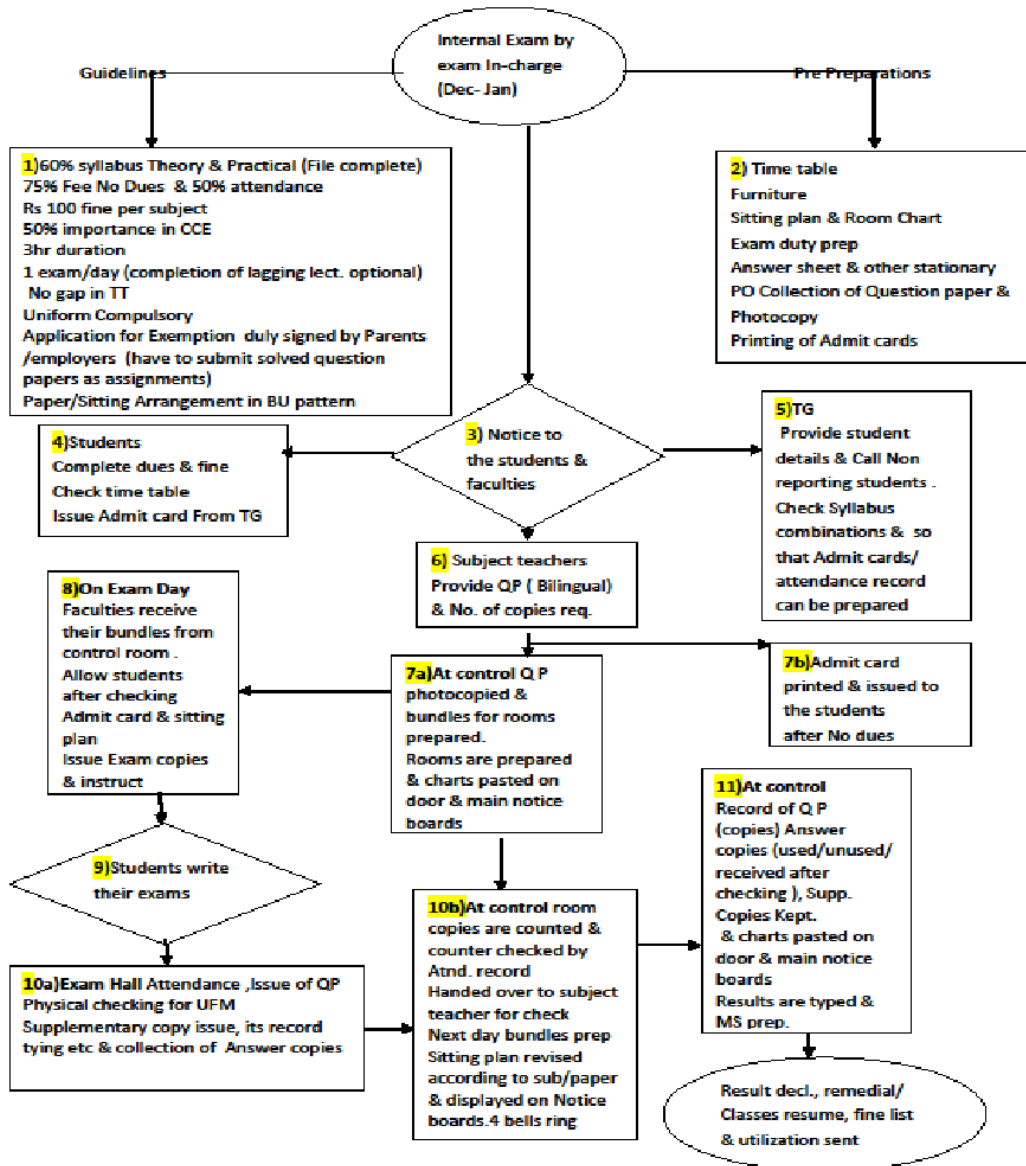 Internal Exam by
exam In-charge
(Dec- Jan)
Guidelines
Pre Preparations
1)60% syllabus Theory & Practical (File complete)
75% Fee No Dues & 50% attendance
Rs 100 fine per subject
50% importance in CCE
3hr duration
1 exam/day (completion of lagging lect. optional)
No gap in TT
Uniform Compulsory
Application for Exemption duly signed by Parents
/employers (have to submit solved question
papers as assignments)
Paper/Sitting Arrangement in BU pattern
2) Time table
Furniture
Sitting plan & Room Chart
Exam duty prep
Answer sheet & other stationary
PO Collection of Question paper &
Photocopy
Printing of Admit cards
3) Notice to
the students &
faculties
4)Students
Complete dues & fine
Check time table
Issue Admit card From TG
5)TG
Provide student
details & Call Non
reporting students .
Check Syllabus
combinations & so
that Admit cards/
attendance record
can be prepared
6) Subject teachers
Provide QP ( Bilingual)
& No. of copies req.
7a)At control Q P
photocopied &
bundles for rooms
prepared.
Rooms are prepared
& charts pasted on
door & main notice
boards
7b)Admit card
printed & issued to
the students
after No dues
8)On Exam Day
Faculties receive
their bundles from
control room .
Allow students
after checking
Admit card & sitting
plan
Issue Exam copies
& instruct
9)Students write
their exams
10a)Exam Hall Attendance ,Issue of QP
Physical checking for UFM
Supplementary copy issue, its record
tying etc & collection of Answer copies
10b)At control room
copies are counted &
counter checked by
Atnd. record
Handed over to subject
teacher for check
Next day bundles prep
Sitting plan revised
according to sub/paper
& displayed on Notice
boards.4 bells ring
11)At control
Record of Q P
(copies) Answer
copies (used/unused/
received after
checking ), Supp.
Copies Kept.
& charts pasted on
door & main notice
boards
Results are typed &
MS prep.
Result decl., remedial/
Classes resume, fine list
& utilization sent